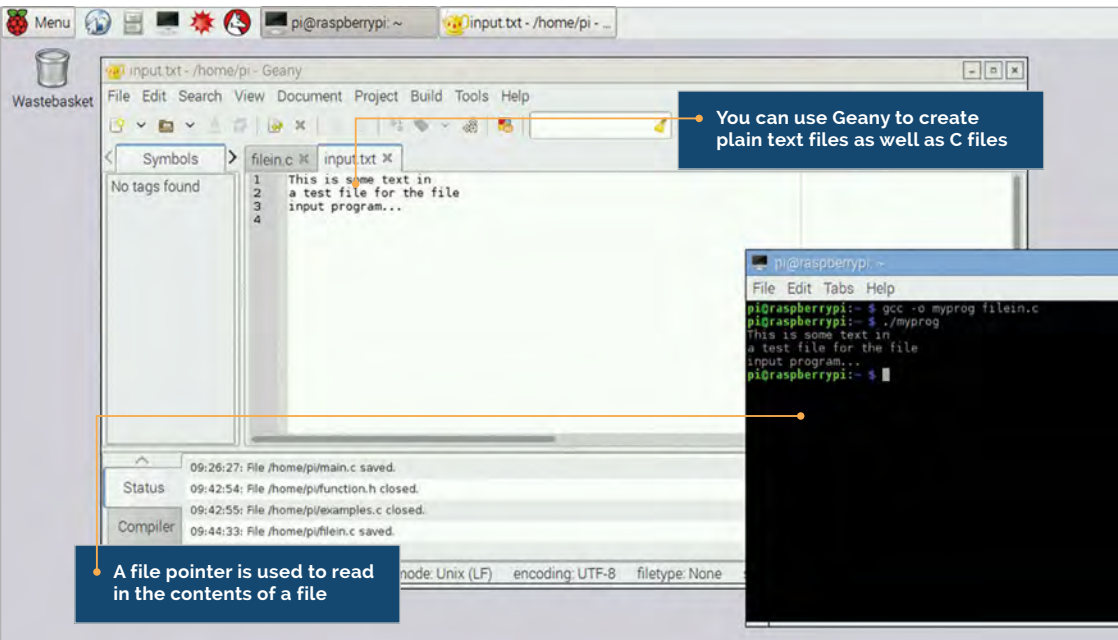 Menu
pi@raspberrypi: ~
input.txt - /home/pi - ...
Wastebasket
input.txt - /home/pi - Geany
File Edit Search View Document Project Build Tools Help
You can use Geany to create
plain text files as well as C files
Symbols
filein.c
input.txt
No tags found
1 This is some text in
2 a test file for the file
3 input program...
4
pi@raspberrypi: ~
File Edit Tabs Help
pi@raspberrypi:~ $ gcc -o myprog filein.c
pi@raspberrypi:~ $ ./myprog
This is some text in
a test file for the file
input program...
pi@raspberrypi:~ $
Status
Compiler
09:26:27: File /home/pi/main.c saved.
09:42:54: File /home/pi/function.h closed.
09:42:55: File /home/pi/examples.c closed.
09:44:33: File /home/pi/filein.c saved.
A file pointer is used to read
in the contents of a file
mode: Unix (LF) encoding: UTF-8 filetype: None